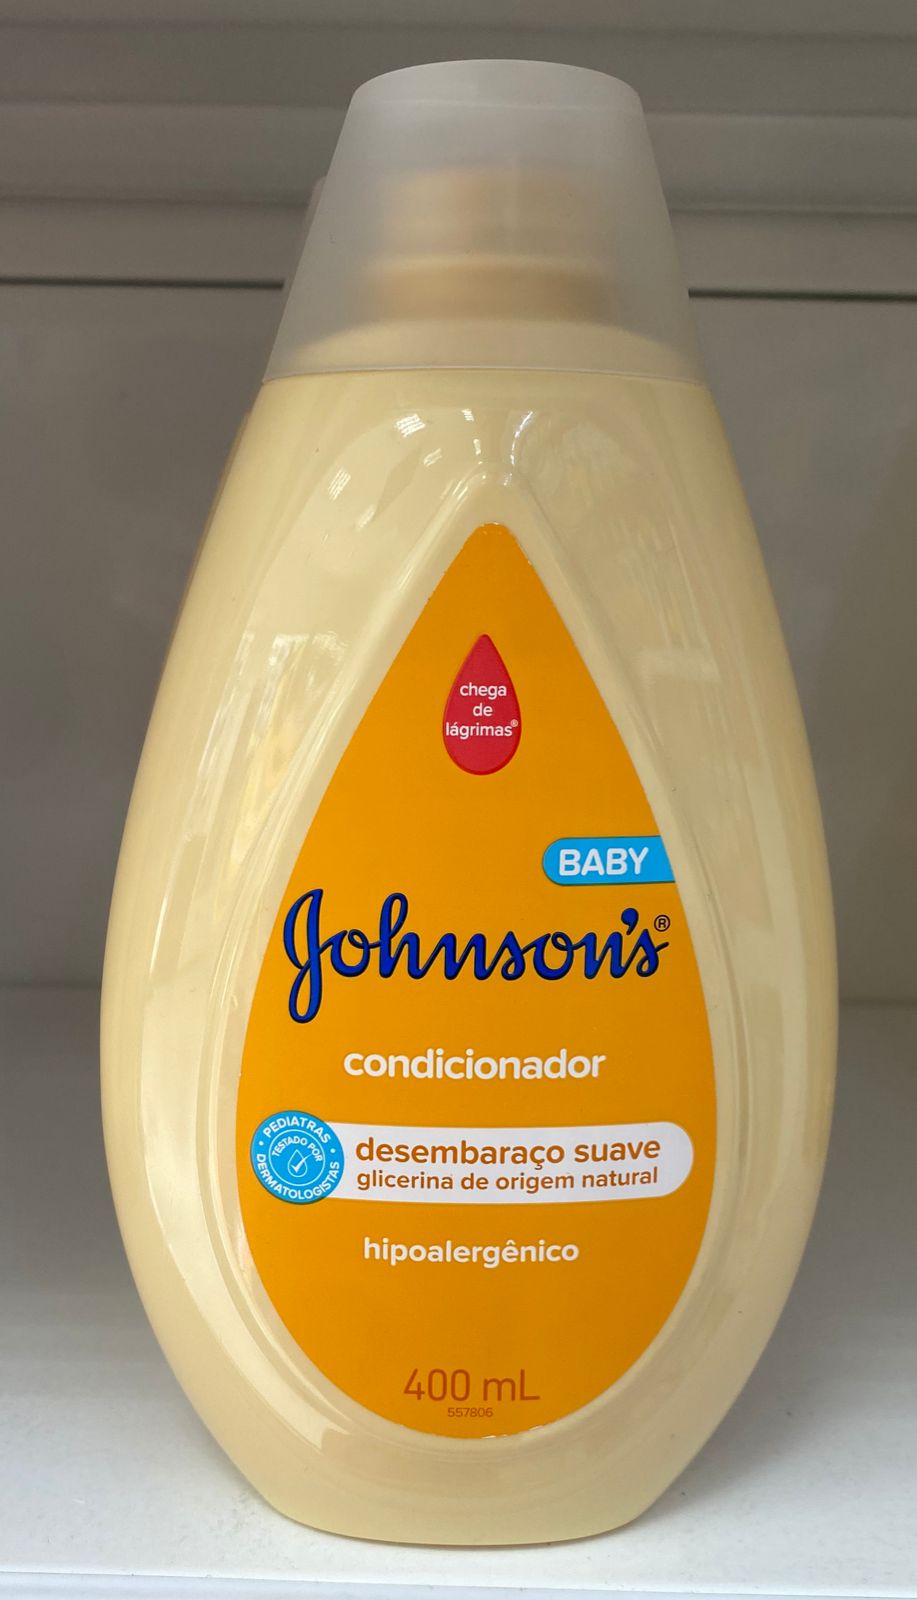 chega
de
lágrimas®
BABY
Johnson's®
condicionador
PEDIATRAS
TESTADO POR
DERMATOLOGISTAS
desembaraço suave
glicerina de origem natural
hipoalergênico
400 mL
557806